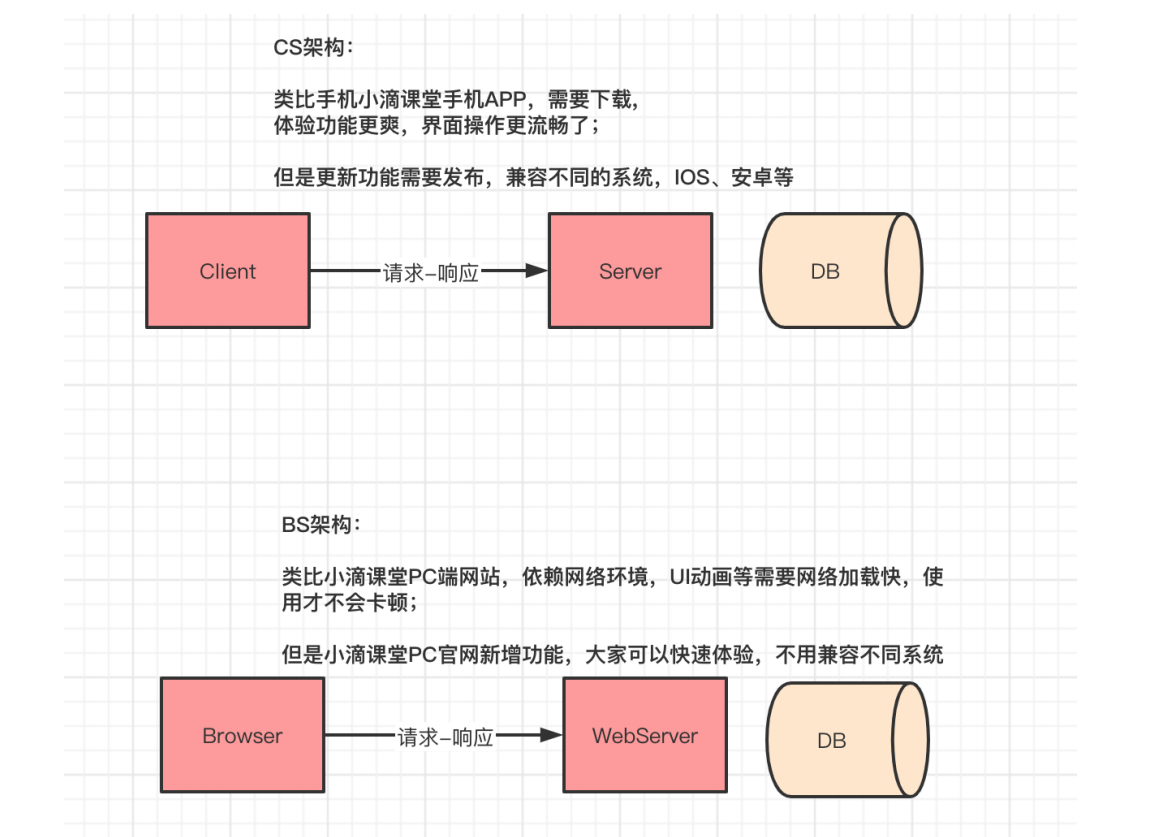 CS架构：
类比手机小滴课堂手机APP，需要下载,
体验功能更爽，界面操作更流畅了；
但是更新功能需要发布，兼容不同的系统，IOS、安卓等
Client
请求–响应
Server
DB
BS架构：
类比小滴课堂PC端网站，依赖网络环境，UI动画等需要网络加载快，使
用才不会卡顿；
但是小滴课堂PC官网新增功能，大家可以快速体验，不用兼容不同系统
Browser
请求–响应
WebServer
DB